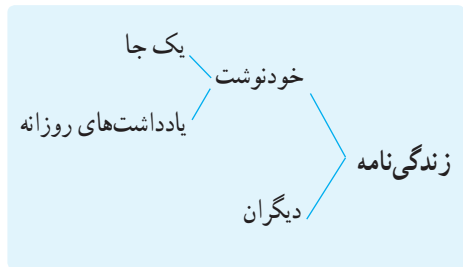 یک جا
خودنوشت
یادداشت‌های روزانه
زندگی‌نامه
دیگران